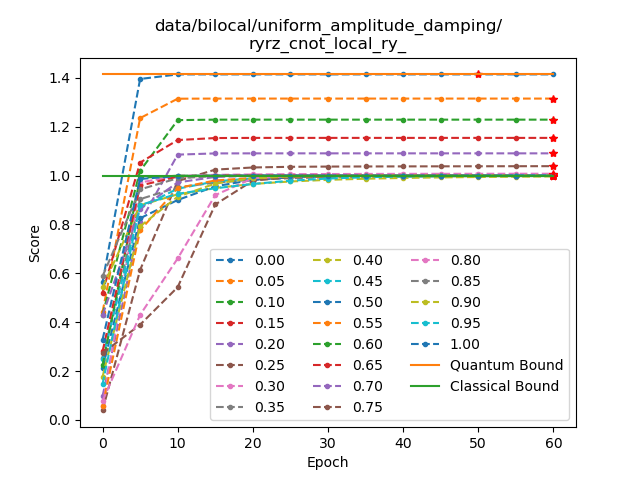 data/bilocal/uniform_amplitude_damping/
ryrz_cnot_local_ry_
Score
1.4
1.2
1.0
0.8
0.6
0.4
0.2
0.0
0.00 0.40 0.80
0.05 0.45 0.85
0.10 0.50 0.90
0.15 0.55 0.95
0.20 0.60 1.00
0.25 0.65 Quantum Bound
0.30 0.70 Classical Bound
0.35 0.75
0 10 20 30 40 50 60
Epoch